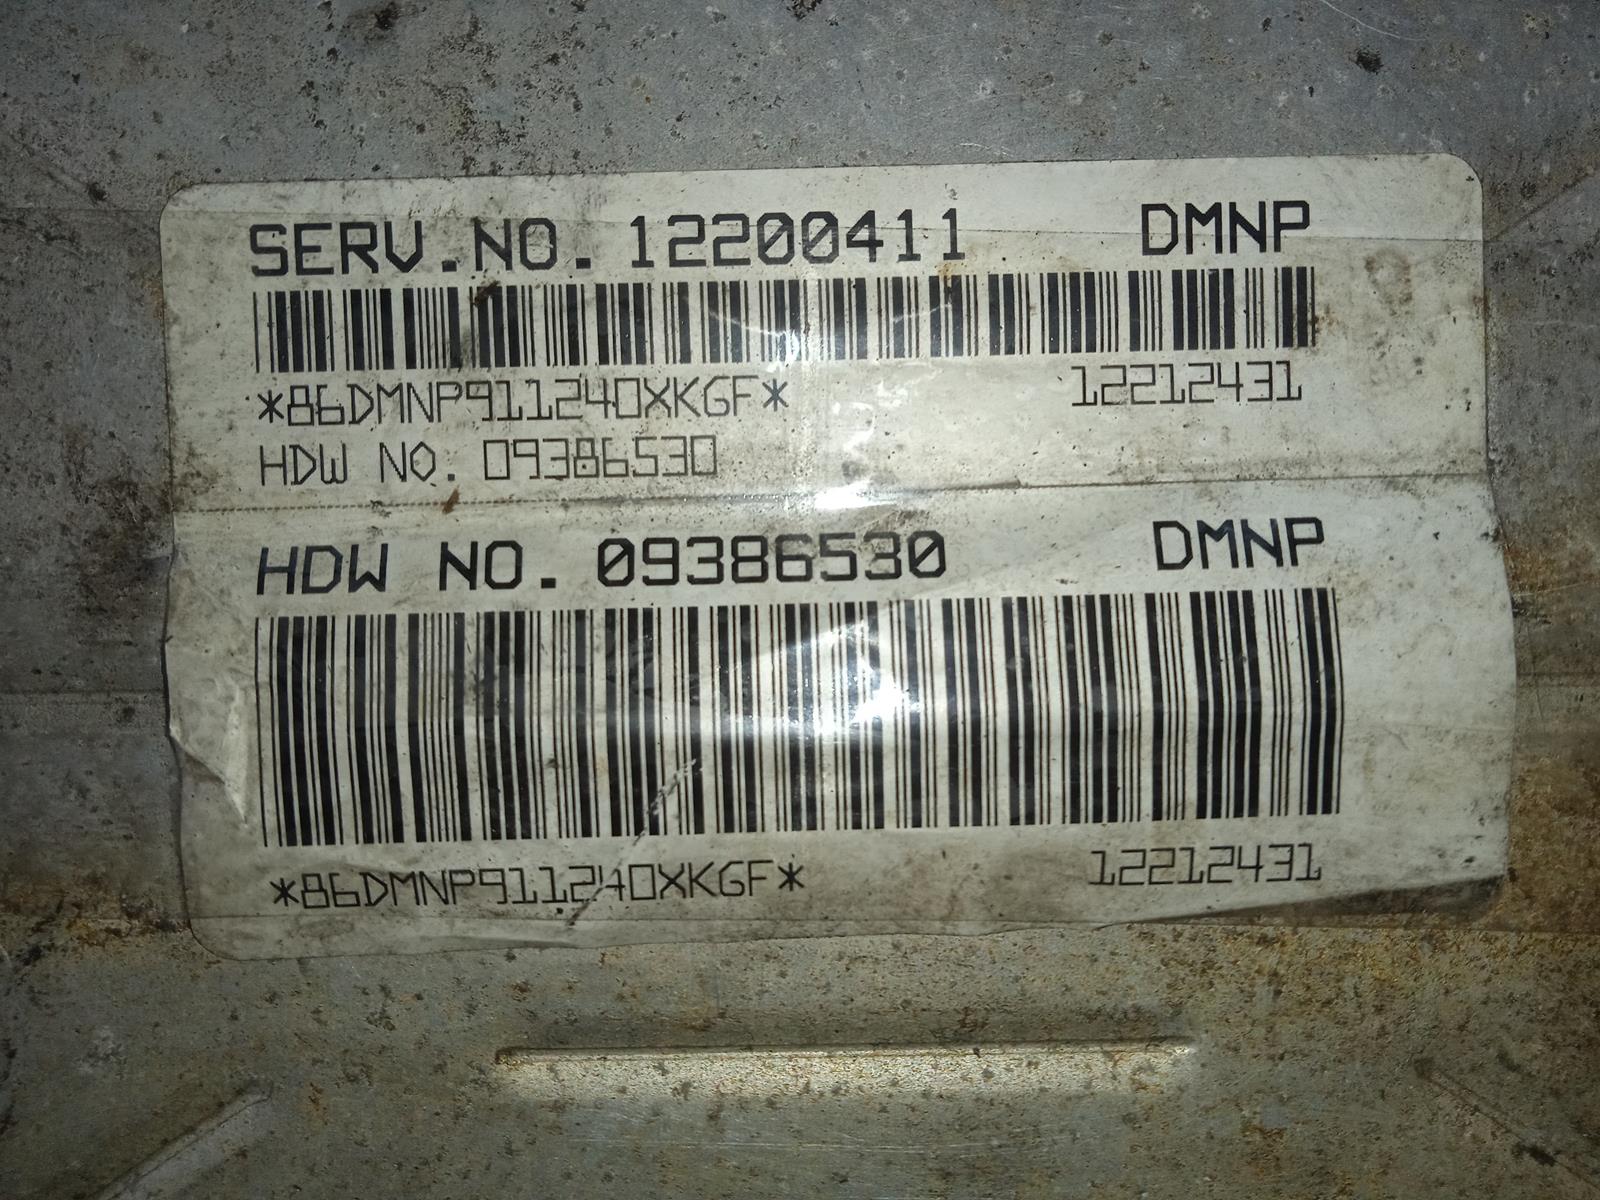 SERV.NO.12200411 DMNP
*86DMNP911240XKGF* 12212431
HDW NO. 09386530
HDW NO. 09386530 DMNP
*86DMNP911240XKGF* 12212431